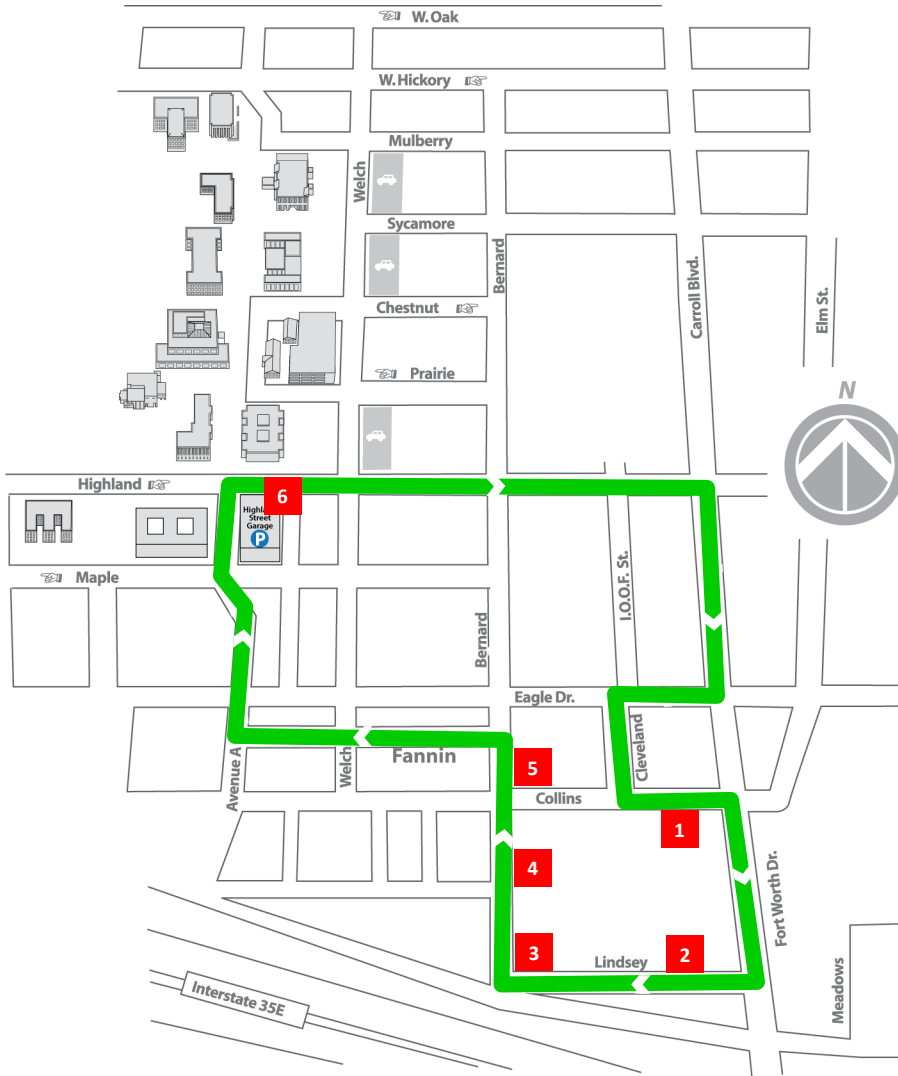 W. Oak
W. Hickory
Mulberry
Welch
Sycamore
Bernard
Chestnut
Carroll Blvd.
Elm St.
Prairie
N
Highland
6
Highland
Street
Garage
P
Maple
I.O.O.F. St.
Bernard
Eagle Dr.
Cleveland
Fannin
Avenue A
Welch
5
Collins
1
4
Fort Worth Dr.
3
Lindsey
2
Meadows
Interstate 35E